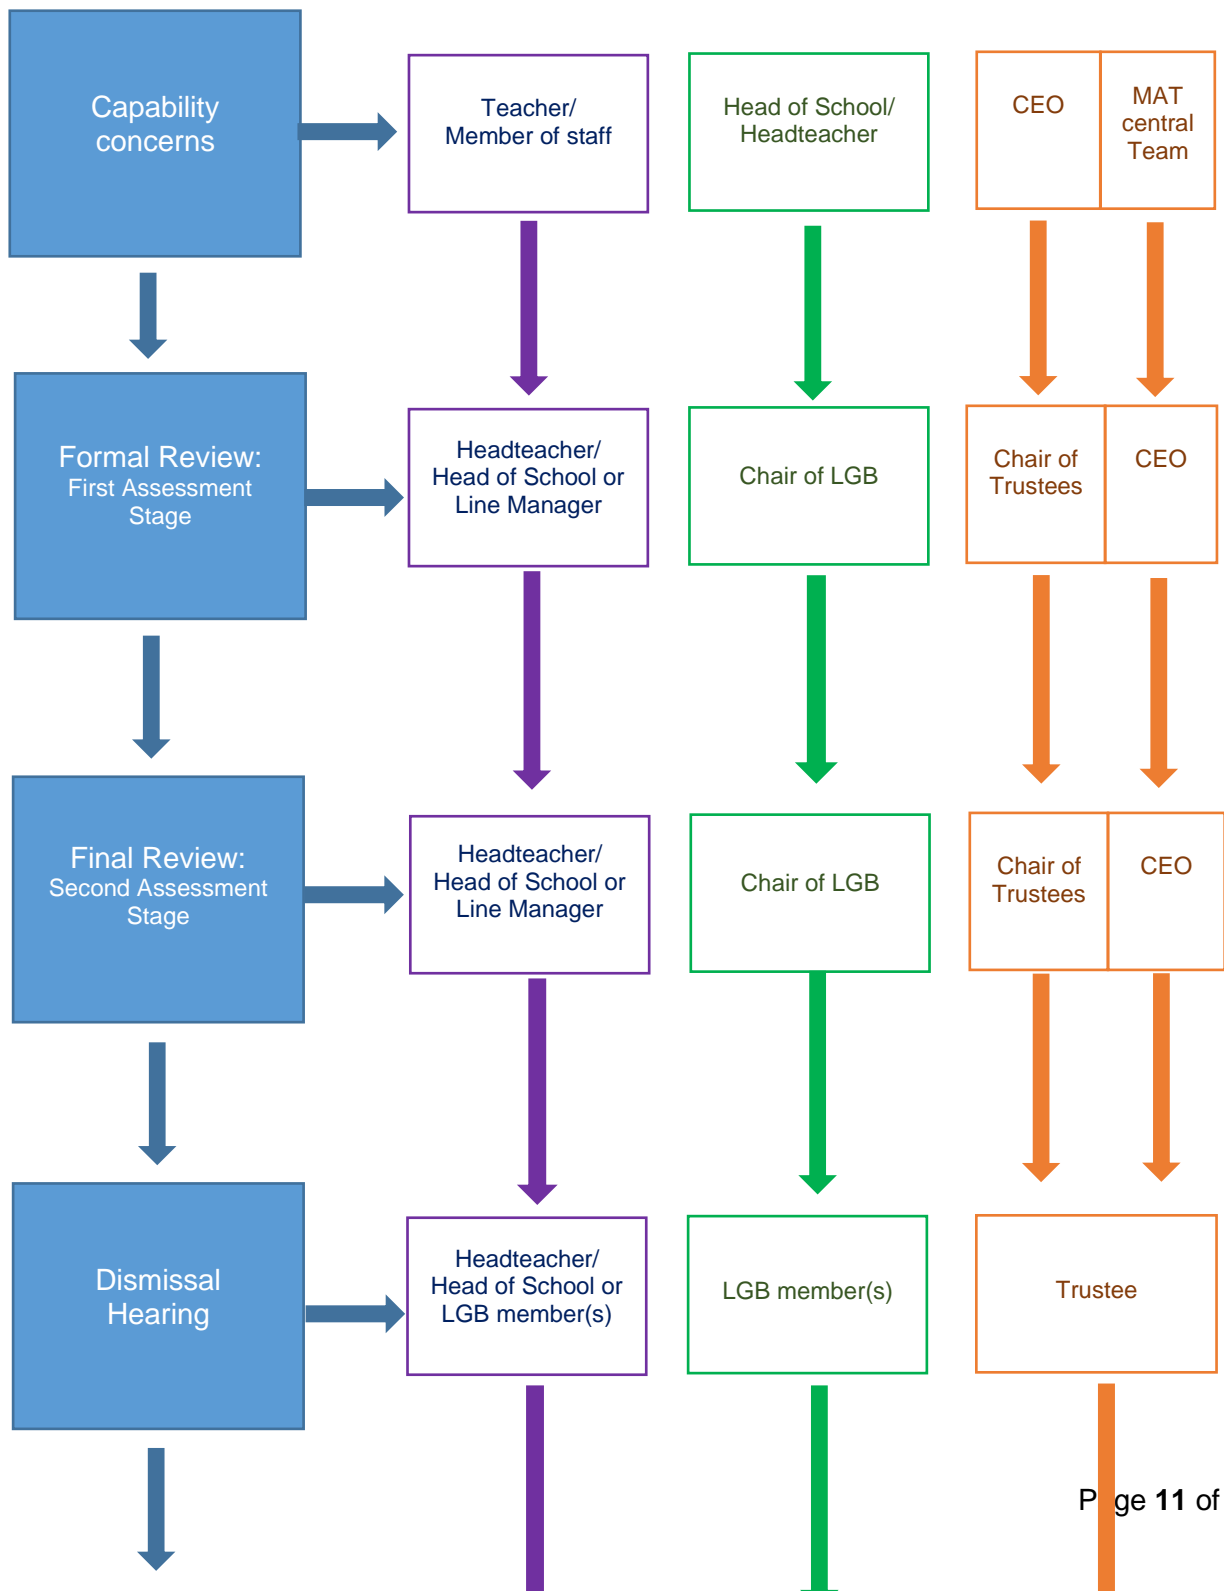 Capability
concerns
Teacher/
Member of staff
Head of School/
Headteacher
CEO
MAT
central
Team
Formal Review:
First Assessment
Stage
Headteacher/
Head of School or
Line Manager
Chair of LGB
Chair of
Trustees
CEO
Final Review:
Second Assessment
Stage
Headteacher/
Head of School or
Line Manager
Chair of LGB
Chair of
Trustees
CEO
Dismissal
Hearing
Headteacher/
Head of School or
LGB member(s)
LGB member(s)
Trustee
Page 11 of